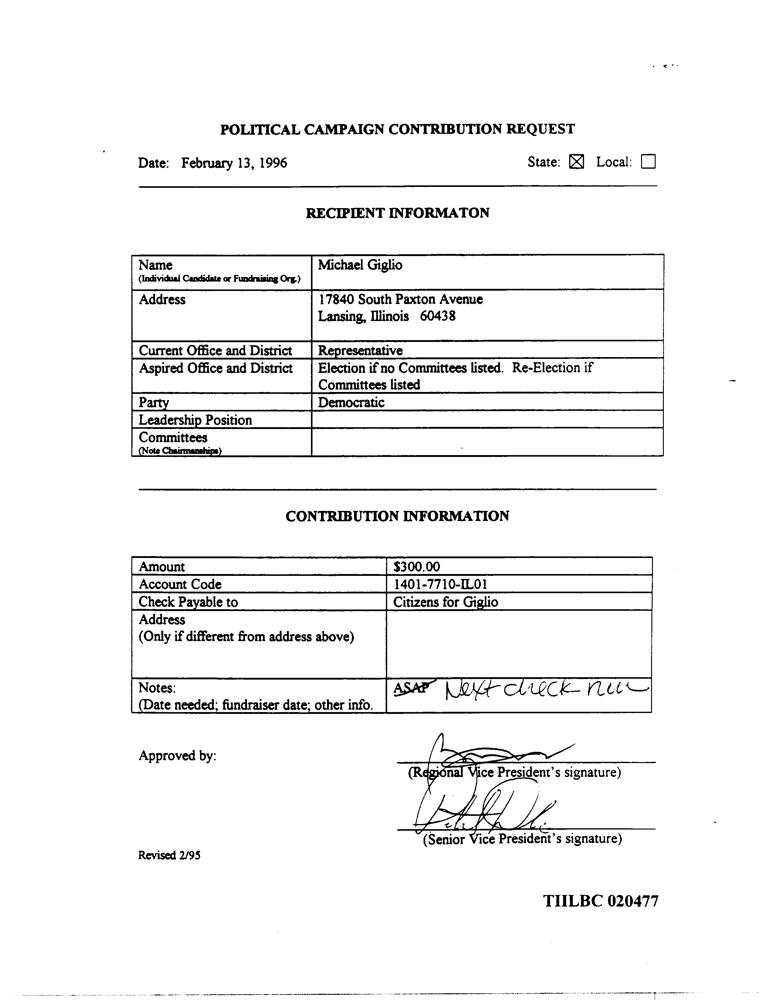 POLITICAL CAMPAIGN CONTRIBUTION REQUEST
Date: February 13, 1996 State: ☒ Local: ☐
RECIPIENT INFORMATON
Name Michael Giglio
(Individual Candidate or Fundraising Org.)
Address 17840 South Paxton Avenue
Lansing, Illinois 60438
Current Office and District Representative
Aspired Office and District Election if no Committees listed. Re-Election if
Committees listed
Party Democratic
Leadership Position
Committees
(Note Chairmanships)
CONTRIBUTION INFORMATION
Amount $300.00
Account Code 1401-7710-IL01
Check Payable to Citizens for Giglio
Address
(Only if different from address above)
Notes: ASAP Next check run
(Date needed; fundraiser date; other info.
Approved by:
(Regional Vice President's signature)
(Senior Vice President's signature)
Revised 2/95
TIILBC 020477